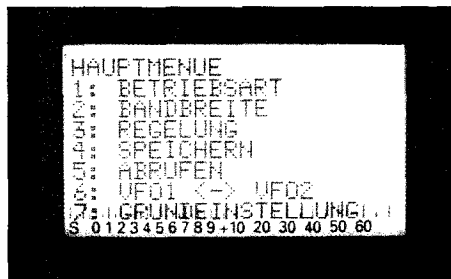 HAUPTMENUE
1: BETRIEBSART
2: BANDBREITE
3: REGELUNG
4: SPEICHERN
5: ABRUFEN
6: VFO1 <-> VFO2
7: GRUNDEINSTELLUNG
S 0 1 2 3 4 5 6 7 8 9 +10 20 30 40 50 60